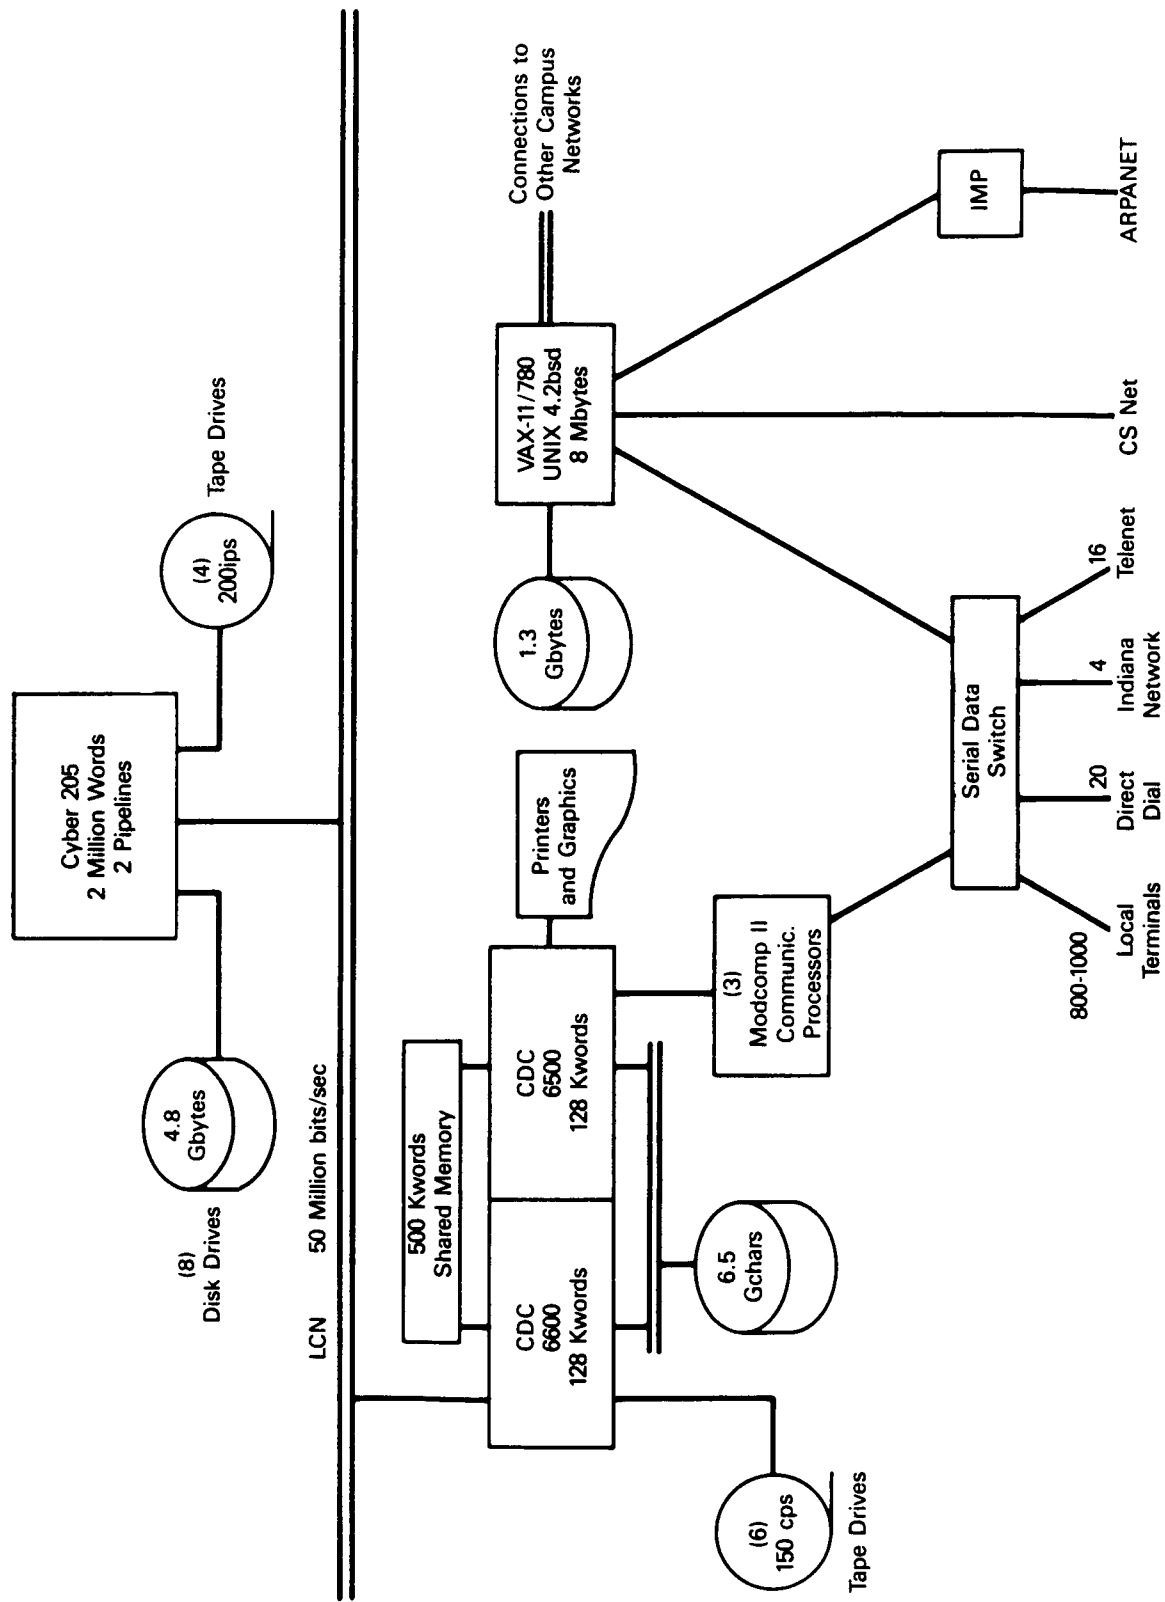 Cyber 205
2 Million Words
2 Pipelines
(8)
Disk Drives
4.8
Gbytes
(4)
200ips
Tape Drives
LCN
50 Million bits/sec
500 Kwords
Shared Memory
CDC
6600
128 Kwords
CDC
6500
128 Kwords
Printers
and Graphics
1.3
Gbytes
VAX-11/780
UNIX 4.2bsd
8 Mbytes
Connections to
Other Campus
Networks
(6)
150 cps
Tape Drives
6.5
Gchars
(3)
Modcomp II
Communic.
Processors
Serial Data
Switch
IMP
800-1000
Local
Terminals
20
Direct
Dial
4
Indiana
Network
16
Telenet
CS Net
ARPANET